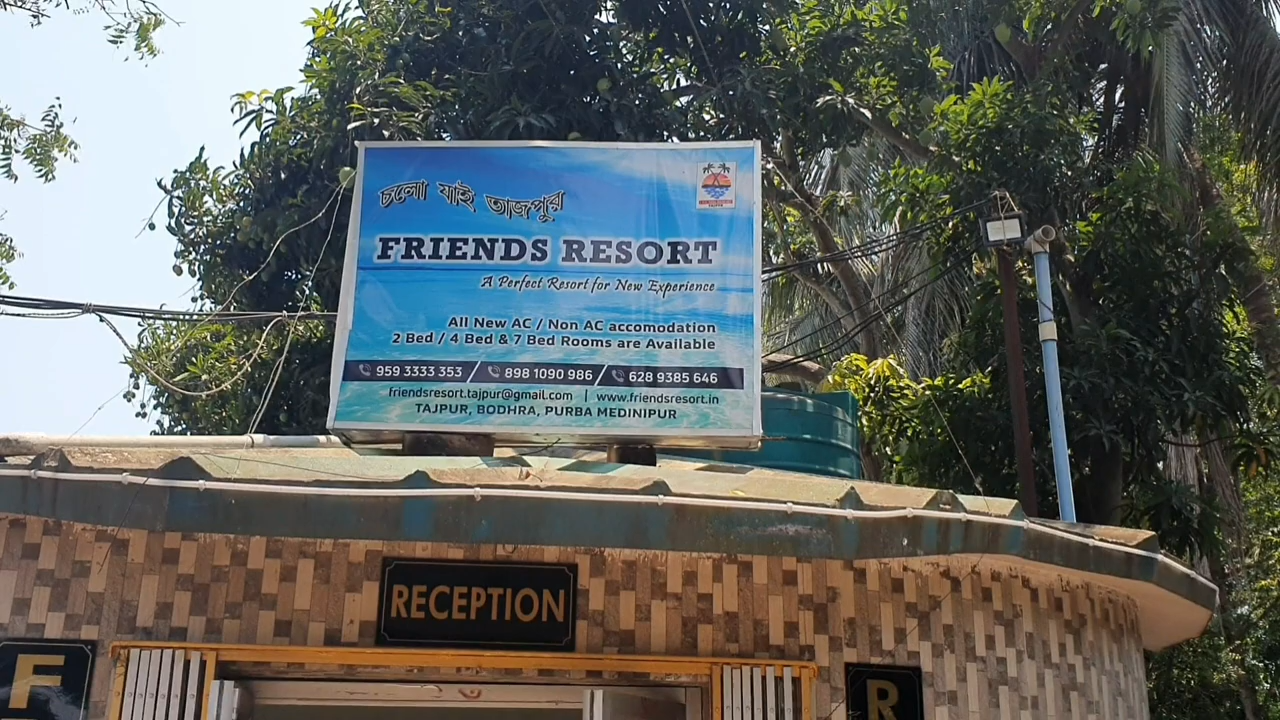 চলো যাই তাজপুর
FRIENDS RESORT
A Perfect Resort for New Experience
All New AC / Non AC accomodation
2 Bed / 4 Bed & 7 Bed Rooms are Available
959 3333 353 / 898 1090 986 / 628 9385 646
friendsresort.tajpur@gmail.com | www.friendsresort.in
TAJPUR, BODHRA, PURBA MEDINIPUR
RECEPTION
F
R